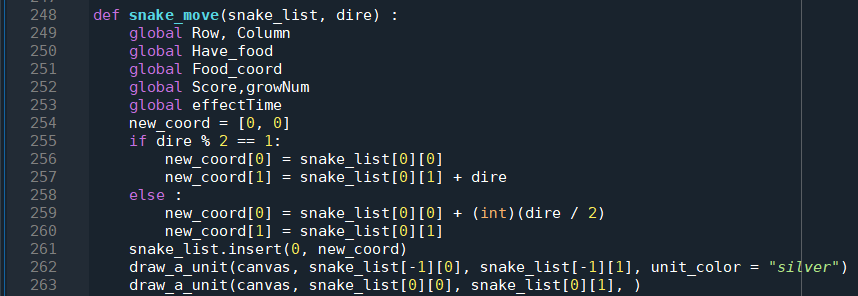 248 def snake_move(snake_list, dire) :
249     global Row, Column
250     global Have_food
251     global Food_coord
252     global Score,growNum
253     global effectTime
254     new_coord = [0, 0]
255     if dire % 2 == 1:
256         new_coord[0] = snake_list[0][0]
257         new_coord[1] = snake_list[0][1] + dire
258     else :
259         new_coord[0] = snake_list[0][0] + (int)(dire / 2)
260         new_coord[1] = snake_list[0][1]
261     snake_list.insert(0, new_coord)
262     draw_a_unit(canvas, snake_list[-1][0], snake_list[-1][1], unit_color = "silver")
263     draw_a_unit(canvas, snake_list[0][0], snake_list[0][1], )